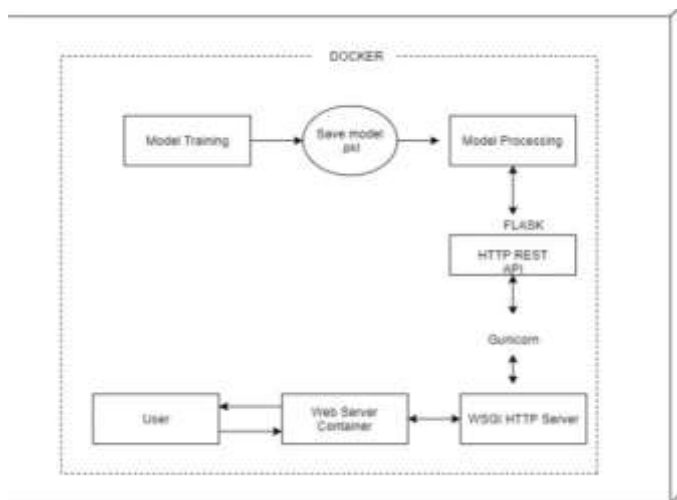 DOCKER
Model Training
Save model
.pkl
Model Processing
FLASK
HTTP REST
API
Gunicorn
User
Web Server
Container
WSGI HTTP Server